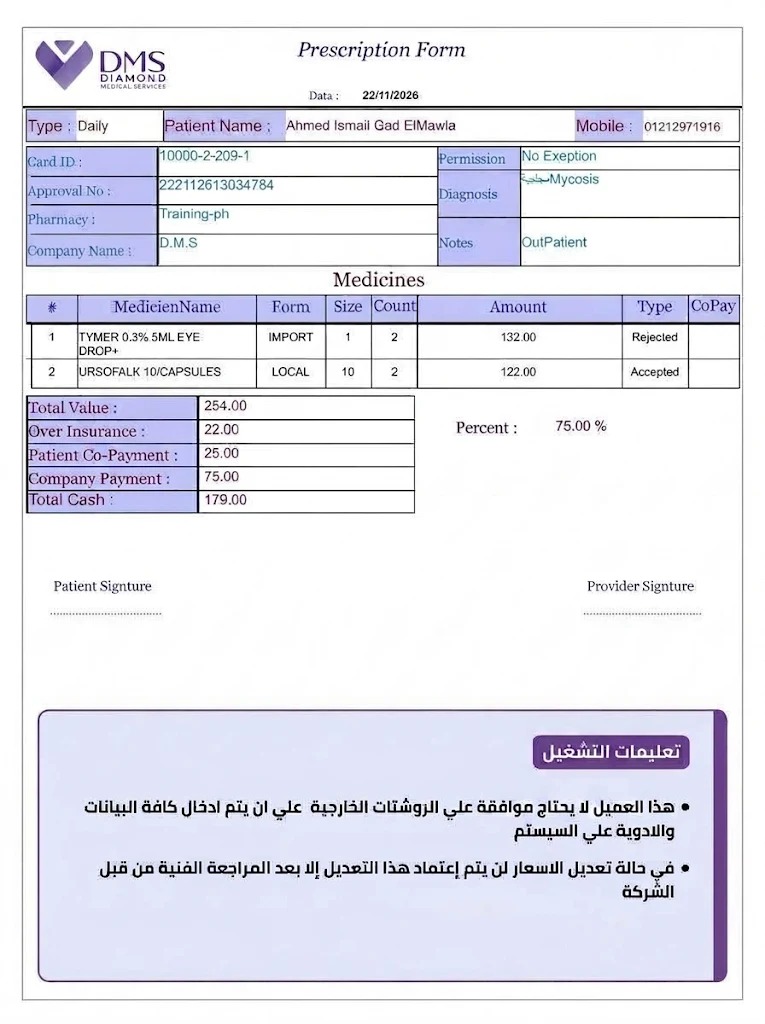 DMS
DIAMOND
MEDICAL SERVICES
Prescription Form
Data : 22/11/2026
Type : Daily Patient Name ; Ahmed Ismail Gad ElMawla Mobile : 01212971916
Card ID : 10000-2-209-1
Approval No : 222112613034784
Pharmacy : Training-ph
Company Name : D.M.S
Permission No Exeption
Diagnosis Mycosis
Notes OutPatient
Medicines
# MedicienName Form Size Count Amount Type CoPay
1 TYMER 0.3% 5ML EYE DROP+ IMPORT 1 2 132.00 Rejected
2 URSOFALK 10/CAPSULES LOCAL 10 2 122.00 Accepted
Total Value : 254.00
Over Insurance : 22.00
Patient Co-Payment : 25.00
Company Payment : 75.00
Total Cash : 179.00
Percent : 75.00 %
Patient Signture
Provider Signture
تعليمات التشغيل
• هذا العميل لا يحتاج موافقة علي الروشتات الخارجية علي ان يتم ادخال كافة البيانات
والادوية علي السيستم
• في حالة تعديل الاسعار لن يتم إعتماد هذا التعديل إلا بعد المراجعة الفنية من قبل
الشركة